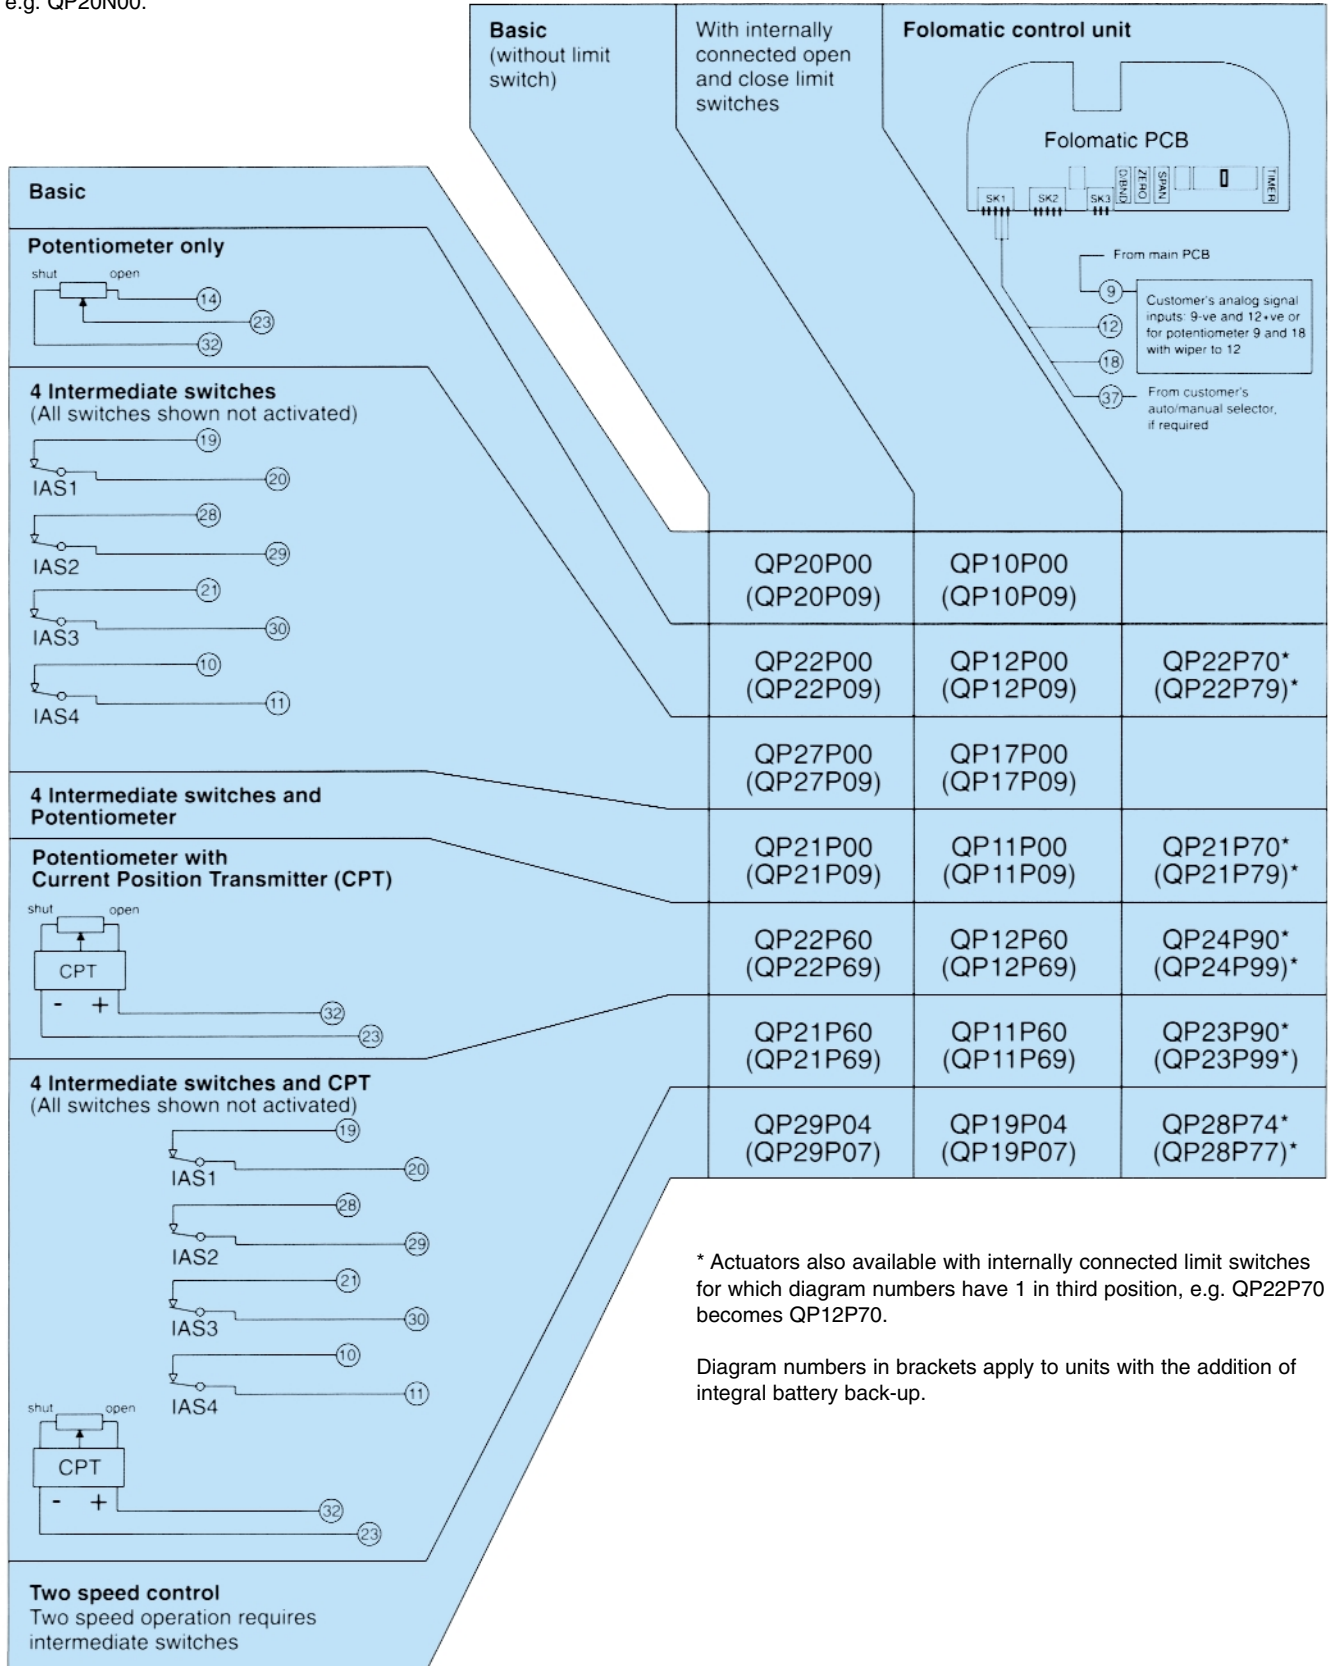 e.g. QP20N00.
Basic
(without limit
switch)
With internally
connected open
and close limit
switches
Folomatic control unit
Folomatic PCB
SK1
SK2
SK3
D/BND
ZERO
SPAN
TIMER
From main PCB
9
Customer's analog signal
inputs: 9-ve and 12+ve or
for potentiometer 9 and 18
with wiper to 12
12
18
37
From customer's
auto/manual selector,
if required
Basic
Potentiometer only
shut open
14
23
32
4 Intermediate switches
(All switches shown not activated)
19
20
IAS1
28
29
IAS2
21
30
IAS3
10
11
IAS4
4 Intermediate switches and
Potentiometer
Potentiometer with
Current Position Transmitter (CPT)
shut open
CPT
- +
32
23
4 Intermediate switches and CPT
(All switches shown not activated)
19
20
IAS1
28
29
IAS2
21
30
IAS3
10
11
IAS4
shut open
CPT
- +
32
23
Two speed control
Two speed operation requires
intermediate switches
QP20P00 QP10P00
(QP20P09) (QP10P09)
QP22P00 QP12P00 QP22P70*
(QP22P09) (QP12P09) (QP22P79)*
QP27P00 QP17P00
(QP27P09) (QP17P09)
QP21P00 QP11P00 QP21P70*
(QP21P09) (QP11P09) (QP21P79)*
QP22P60 QP12P60 QP24P90*
(QP22P69) (QP12P69) (QP24P99)*
QP21P60 QP11P60 QP23P90*
(QP21P69) (QP11P69) (QP23P99*)
QP29P04 QP19P04 QP28P74*
(QP29P07) (QP19P07) (QP28P77)*
* Actuators also available with internally connected limit switches
for which diagram numbers have 1 in third position, e.g. QP22P70
becomes QP12P70.
Diagram numbers in brackets apply to units with the addition of
integral battery back-up.